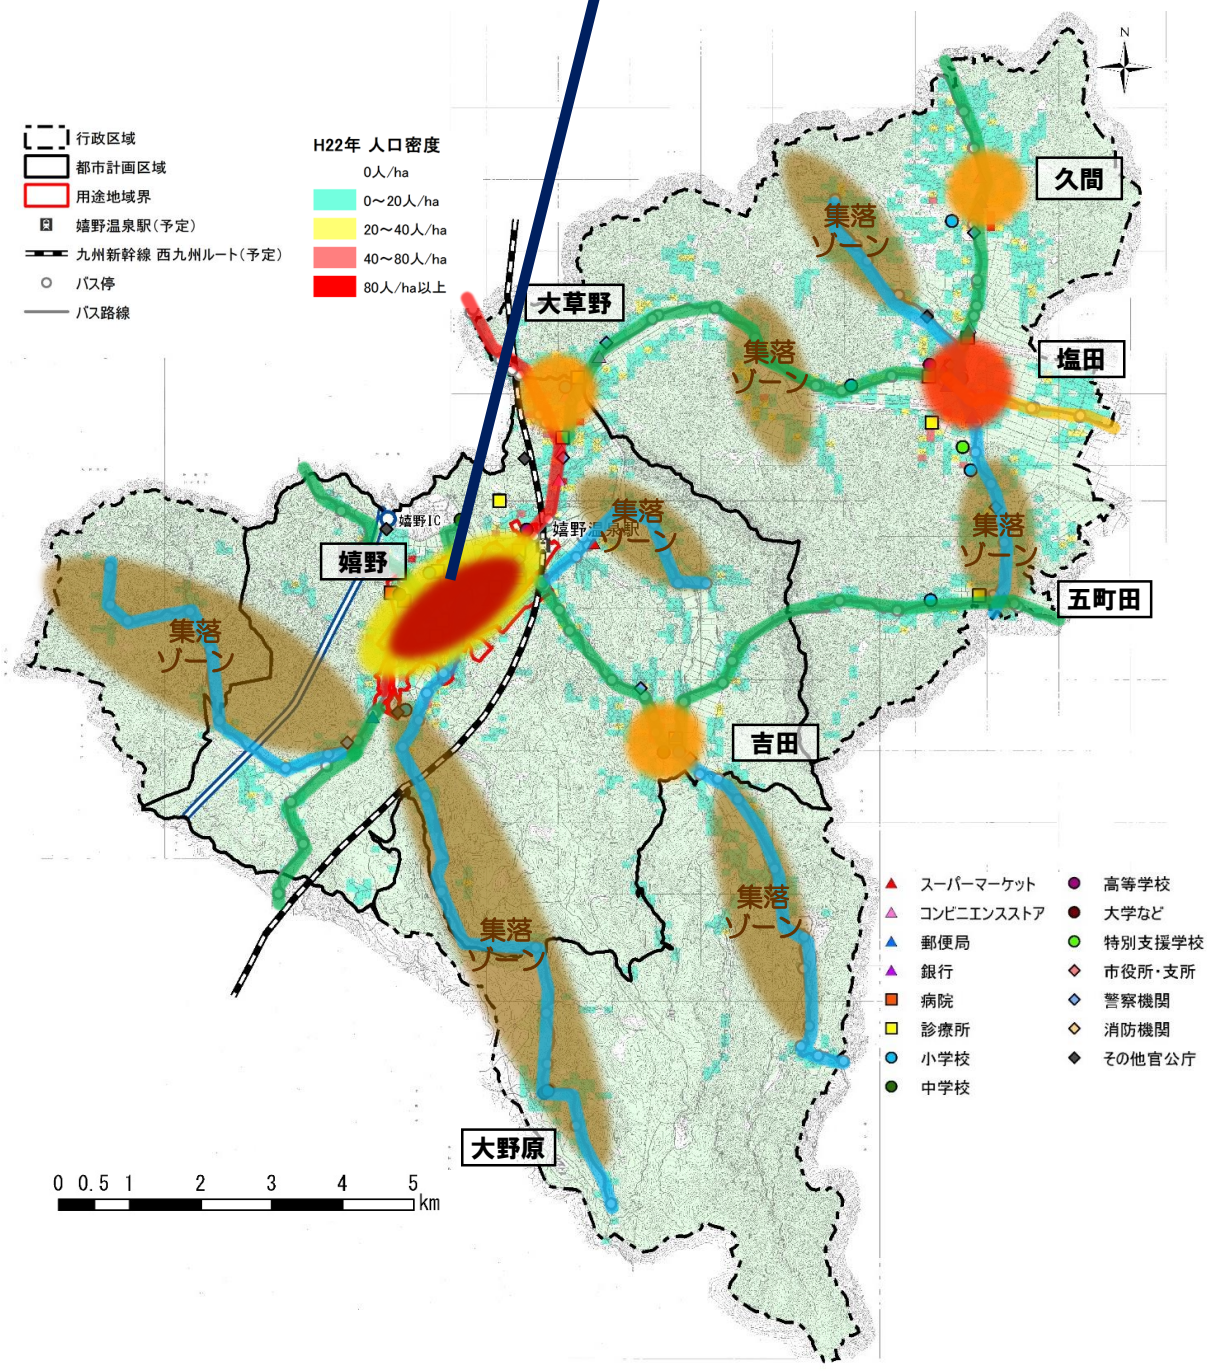 N
行政区域
都市計画区域
用途地域界
嬉野温泉駅(予定)
九州新幹線 西九州ルート(予定)
バス停
バス路線
H22年 人口密度
0人/ha
0～20人/ha
20～40人/ha
40～80人/ha
80人/ha以上
久間
集落
ゾーン
大草野
集落
ゾーン
塩田
集落
ゾーン
嬉野IC
嬉野温泉駅
集落
ゾーン
嬉野
五町田
集落
ゾーン
吉田
集落
ゾーン
集落
ゾーン
大野原
スーパーマーケット
コンビニエンスストア
郵便局
銀行
病院
診療所
小学校
中学校
高等学校
大学など
特別支援学校
市役所・支所
警察機関
消防機関
その他官公庁
0 0.5 1 2 3 4 5
km